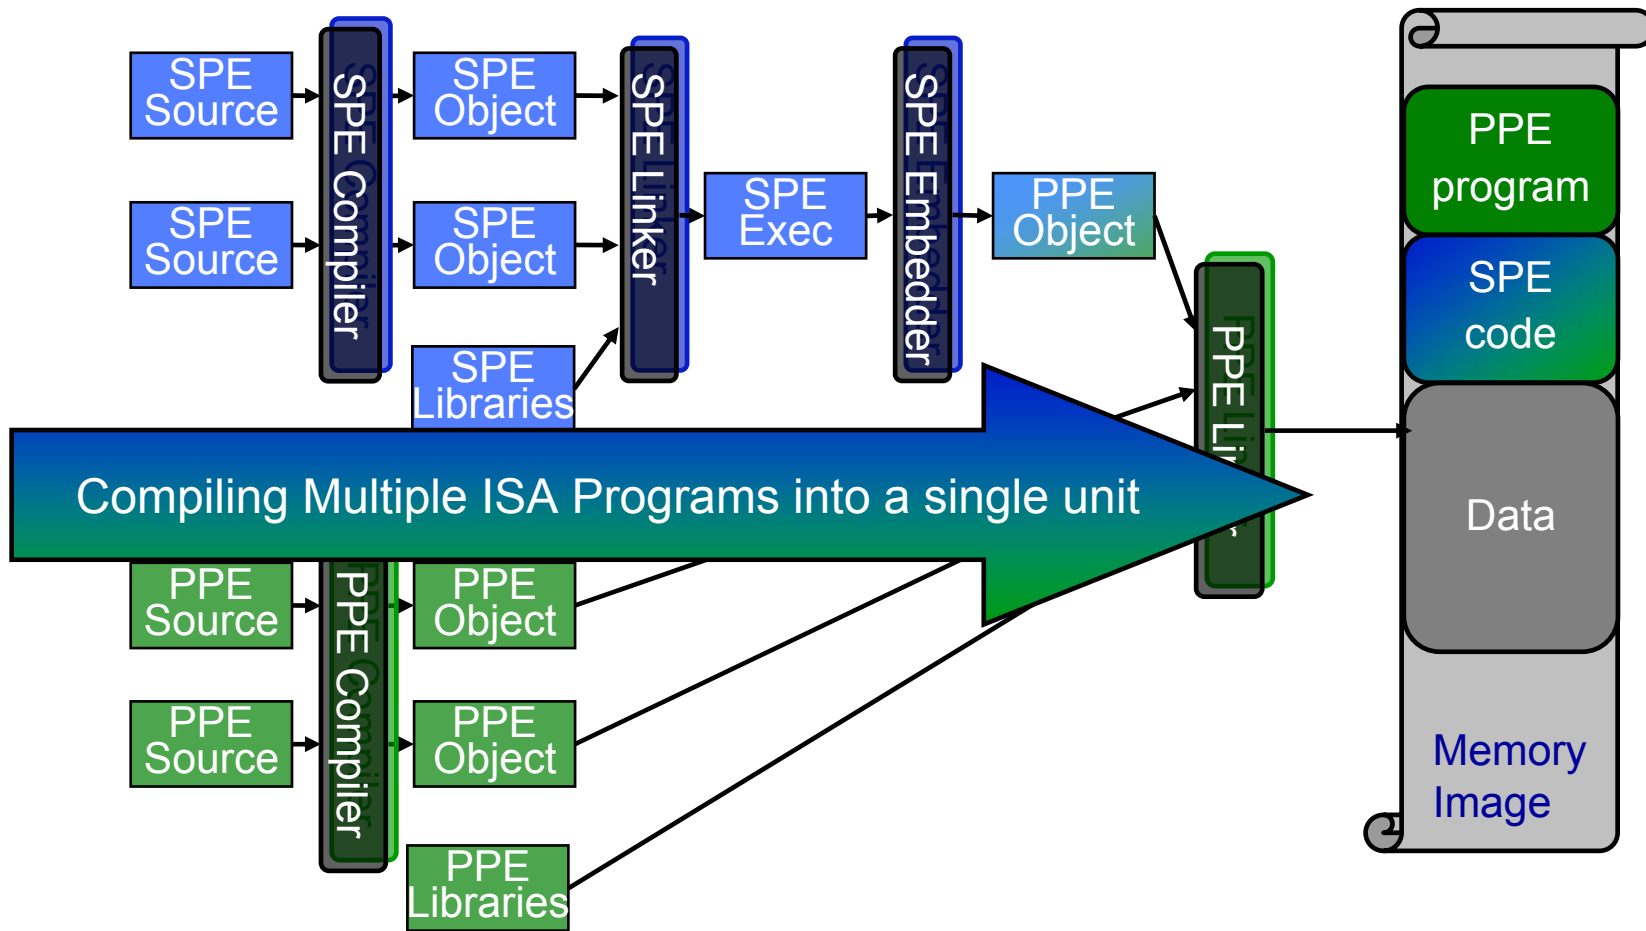 SPE
Source
SPE Compiler
SPE
Object
SPE Linker
SPE Embedder
SPE
Source
SPE
Object
SPE
Exec
PPE
Object
SPE
Libraries
PPE Linker
Compiling Multiple ISA Programs into a single unit
PPE
Source
PPE Compiler
PPE
Object
PPE
Source
PPE
Object
PPE
Libraries
PPE
program
SPE
code
Data
Memory
Image